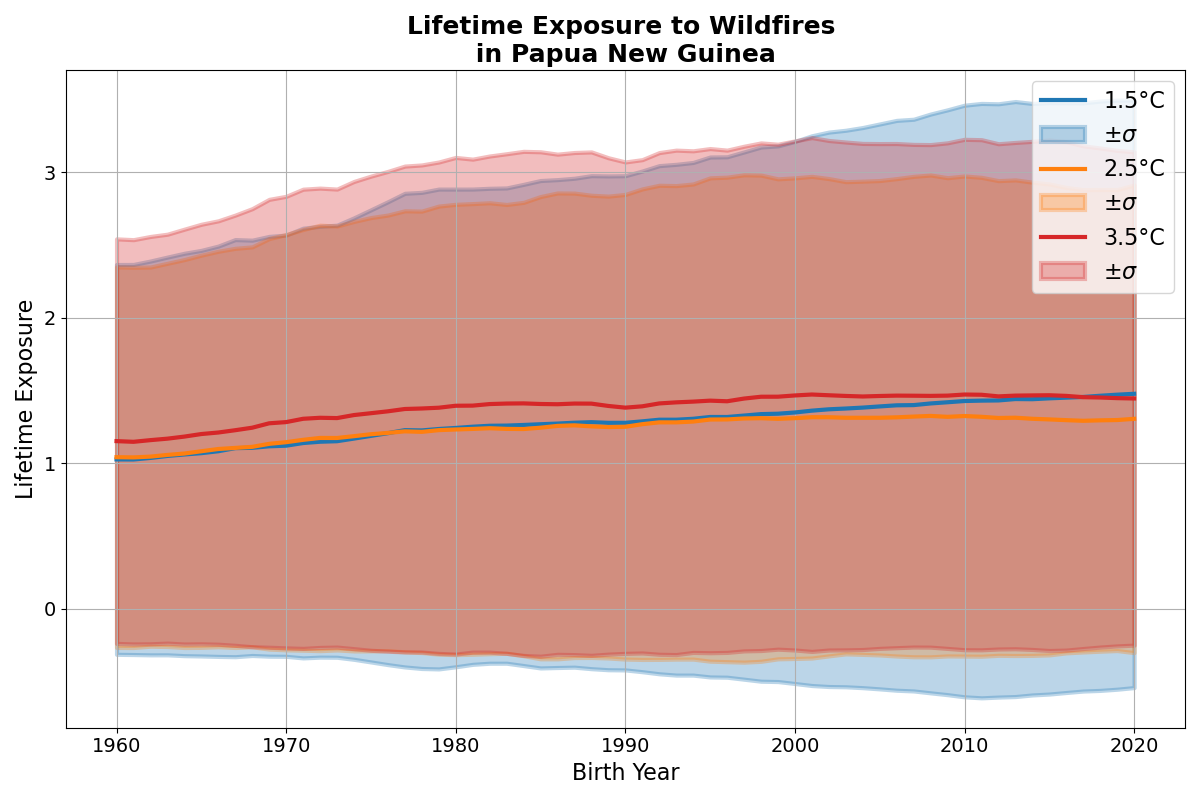 Lifetime Exposure to Wildfires
in Papua New Guinea
Lifetime Exposure
3
2
1
0
1960
1970
1980
1990
2000
2010
2020
Birth Year
1.5°C
±σ
2.5°C
±σ
3.5°C
±σ